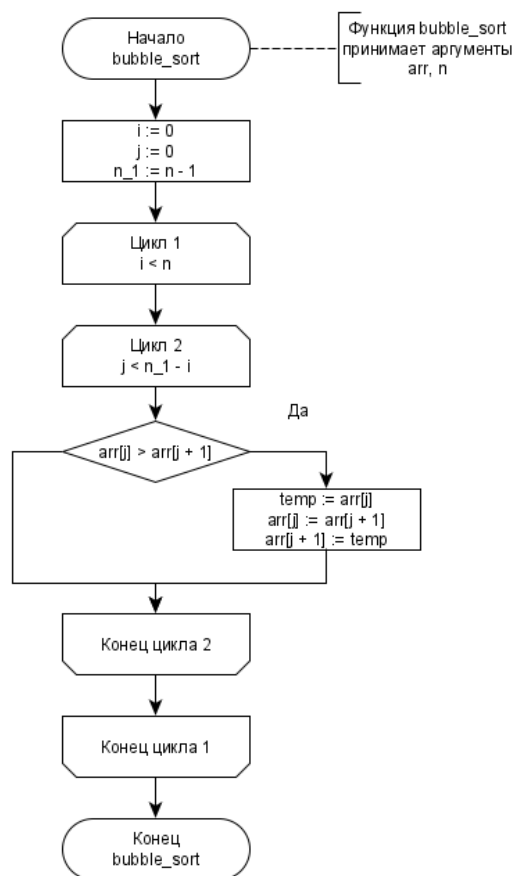 Начало
bubble_sort
Функция bubble_sort
принимает аргументы
arr, n
i := 0
j := 0
n_1 := n - 1
Цикл 1
i < n
Цикл 2
j < n_1 - i
Да
arr[j] > arr[j + 1]
temp := arr[j]
arr[j] := arr[j + 1]
arr[j + 1] := temp
Конец цикла 2
Конец цикла 1
Конец
bubble_sort